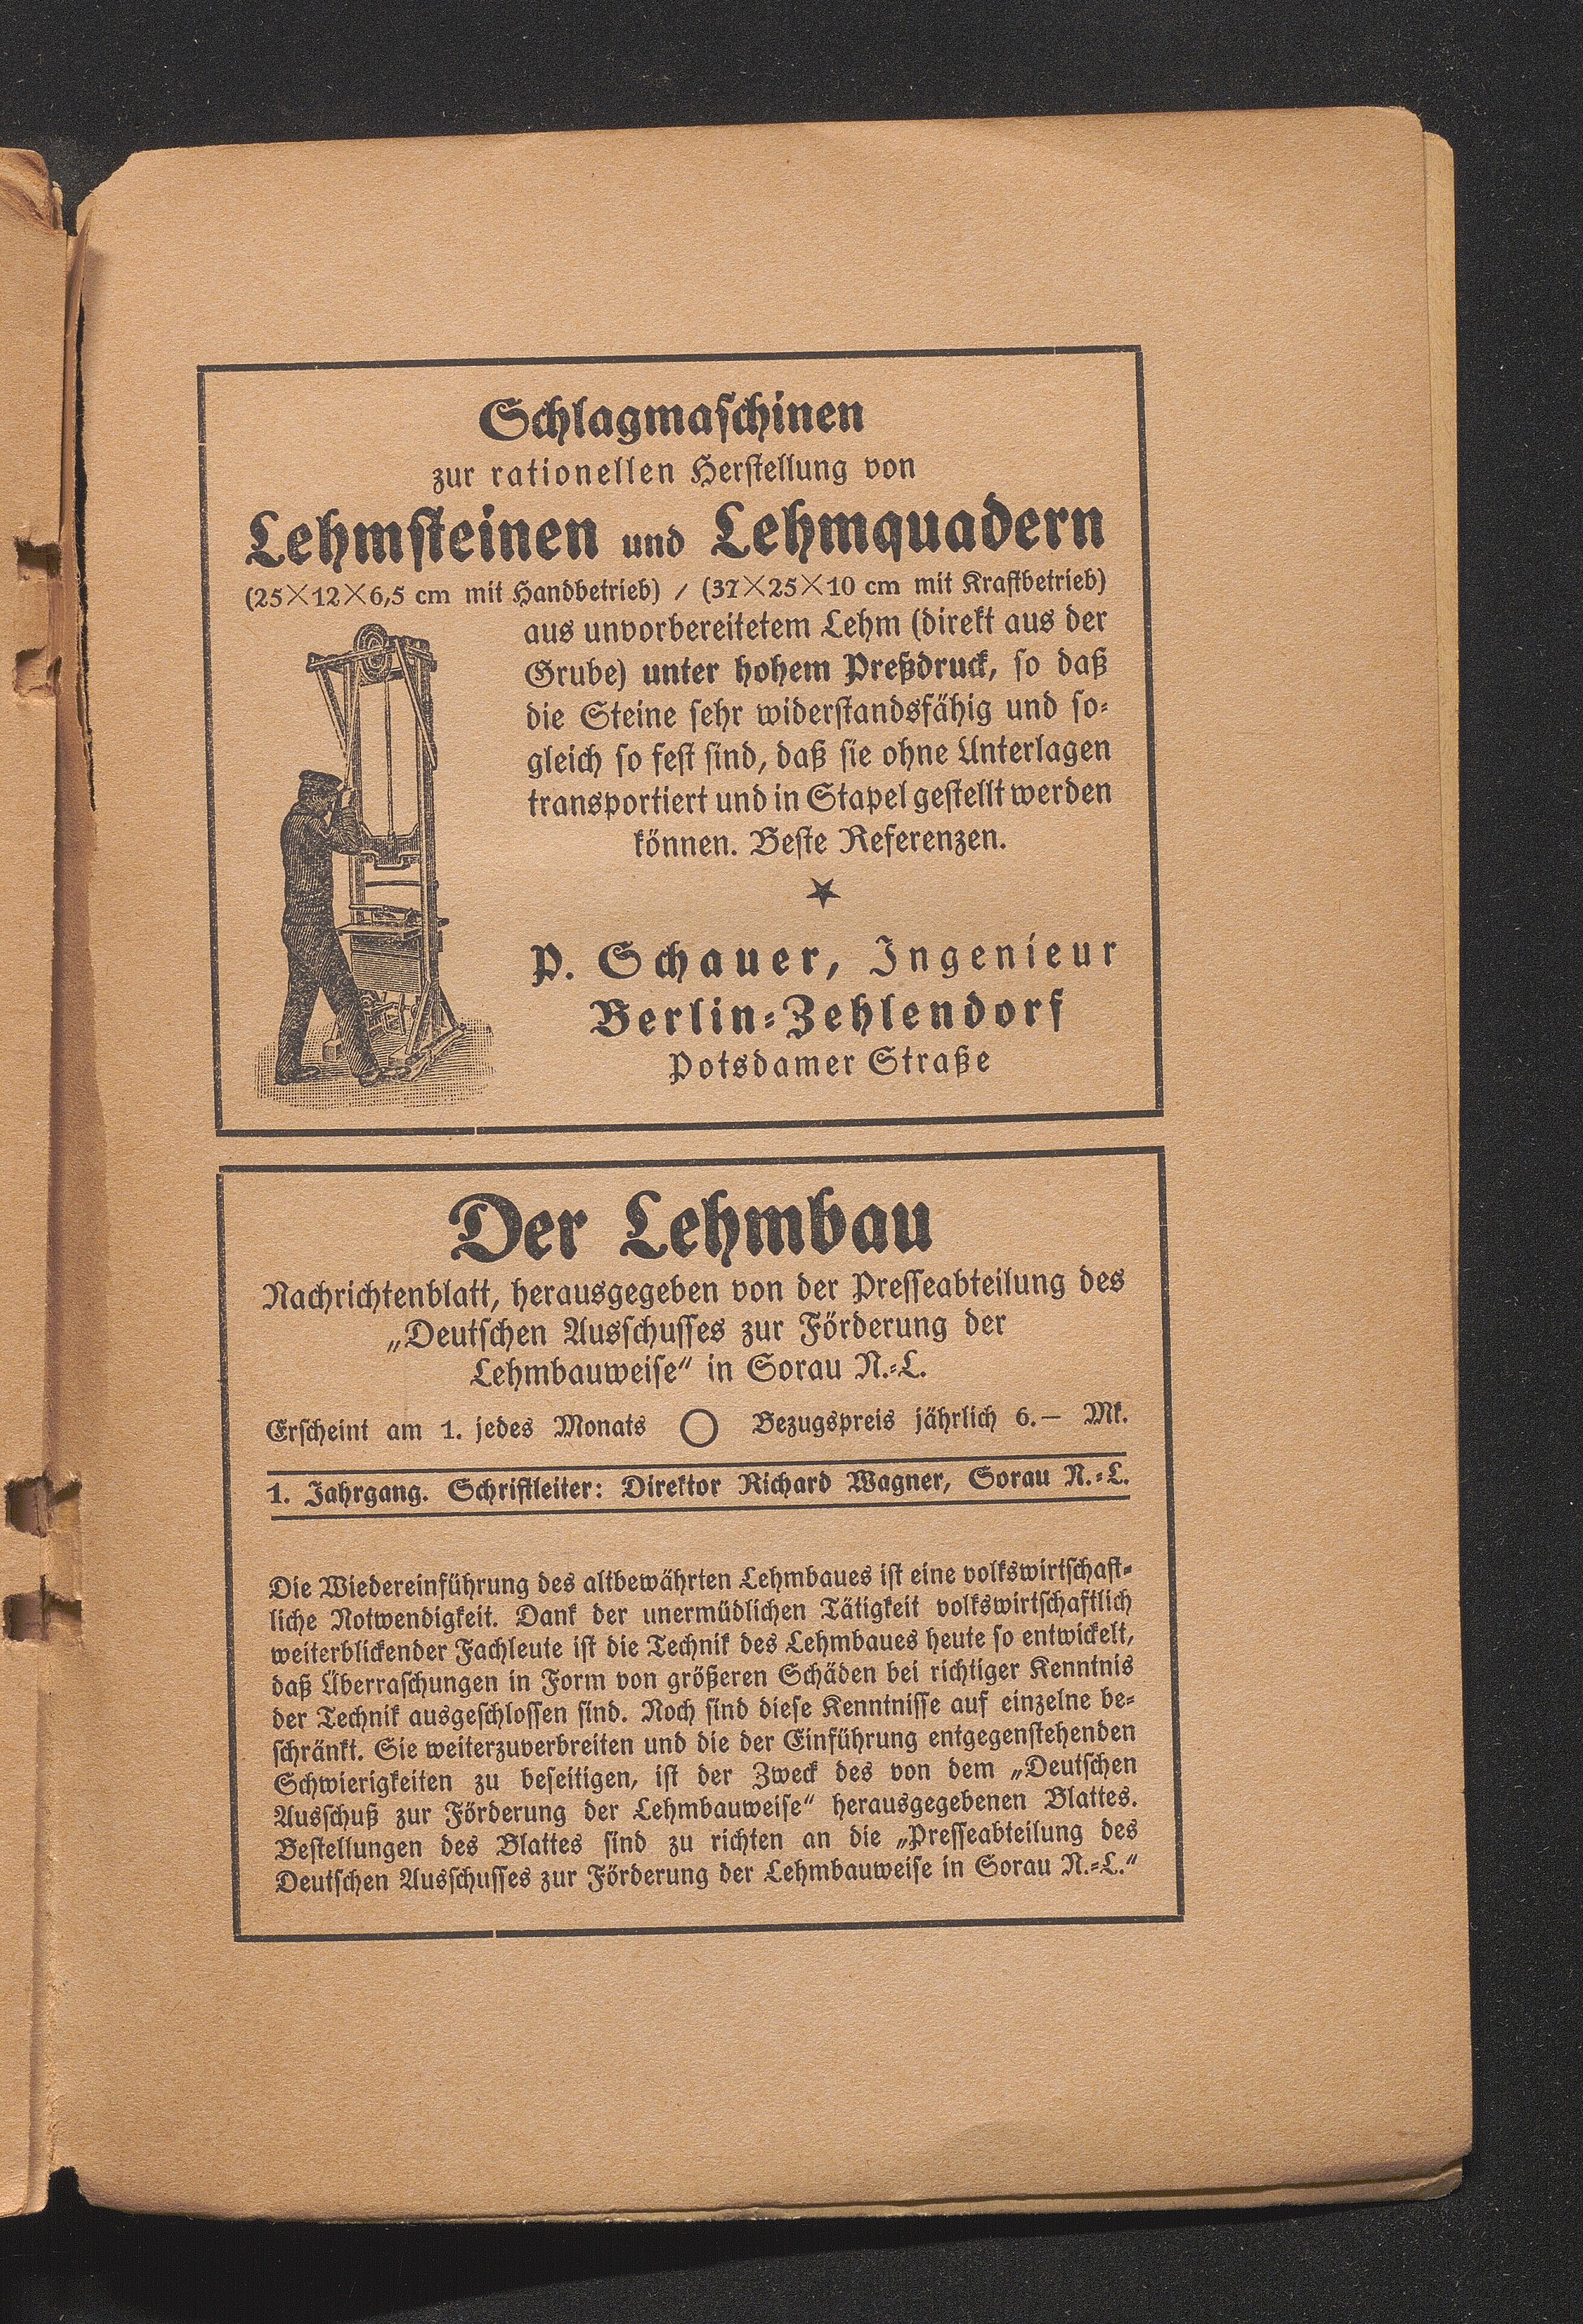 Schlagmaschinen
zur rationellen Herstellung von
Lehmsteinen und Lehmquadern
(25×12×6,5 cm mit Handbetrieb) / (37×25×10 cm mit Kraftbetrieb)
aus unvorbereitetem Lehm (direkt aus der
Grube) unter hohem Preßdruck, so daß
die Steine sehr widerstandsfähig und so-
gleich so fest sind, daß sie ohne Unterlagen
transportiert und in Stapel gestellt werden
können. Beste Referenzen.
P. Schauer, Ingenieur
Berlin-Zehlendorf
Potsdamer Straße
Der Lehmbau
Nachrichtenblatt, herausgegeben von der Presseabteilung des
„Deutschen Ausschusses zur Förderung der
Lehmbauweise“ in Sorau N.-L.
Erscheint am 1. jedes Monats ◯ Bezugspreis jährlich 6.— Mk.
1. Jahrgang. Schriftleiter: Direktor Richard Wagner, Sorau N.-L.
Die Wiedereinführung des altbewährten Lehmbaues ist eine volkswirtschaft-
liche Notwendigkeit. Dank der unermüdlichen Tätigkeit volkswirtschaftlich
weiterblickender Fachleute ist die Technik des Lehmbaues heute so entwickelt,
daß Überraschungen in Form von größeren Schäden bei richtiger Kenntnis
der Technik ausgeschlossen sind. Noch sind diese Kenntnisse auf einzelne be-
schränkt. Sie weiterzuverbreiten und die der Einführung entgegenstehenden
Schwierigkeiten zu beseitigen, ist der Zweck des von dem „Deutschen
Ausschuß zur Förderung der Lehmbauweise“ herausgegebenen Blattes.
Bestellungen des Blattes sind zu richten an die „Presseabteilung des
Deutschen Ausschusses zur Förderung der Lehmbauweise in Sorau N.-L.“